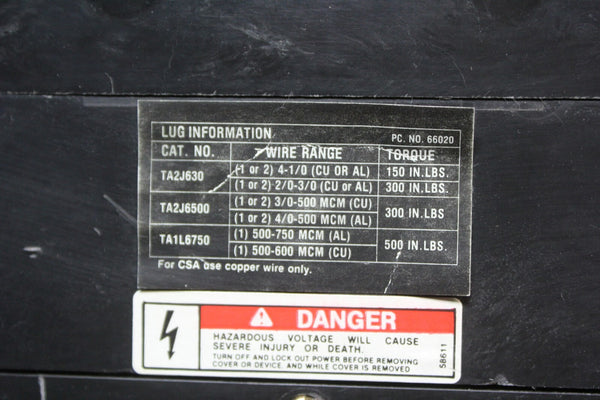 LUG INFORMATION PC. NO. 66020
CAT. NO. WIRE RANGE TORQUE
TA2J630 (1 or 2) 4-1/0 (CU OR AL) 150 IN.LBS.
(1 or 2) 2/0-3/0 (CU or AL) 300 IN.LBS.
TA2J6500 (1 or 2) 3/0-500 MCM (CU) 300 IN.LBS.
(1 or 2) 4/0-500 MCM (AL)
TA1L6750 (1) 500-750 MCM (AL) 500 IN.LBS.
(1) 500-600 MCM (CU)
For CSA use copper wire only.
DANGER
HAZARDOUS VOLTAGE WILL CAUSE
SEVERE INJURY OR DEATH.
TURN OFF AND LOCK OUT POWER BEFORE REMOVING
COVER OR DEVICE, AND WHILE COVER IS REMOVED
58611